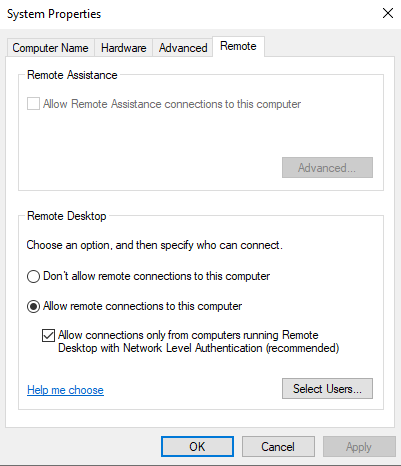 System Properties
Computer Name Hardware Advanced Remote
Remote Assistance
Allow Remote Assistance connections to this computer
Advanced...
Remote Desktop
Choose an option, and then specify who can connect.
Don't allow remote connections to this computer
Allow remote connections to this computer
Allow connections only from computers running Remote
Desktop with Network Level Authentication (recommended)
Help me choose
Select Users...
OK Cancel Apply